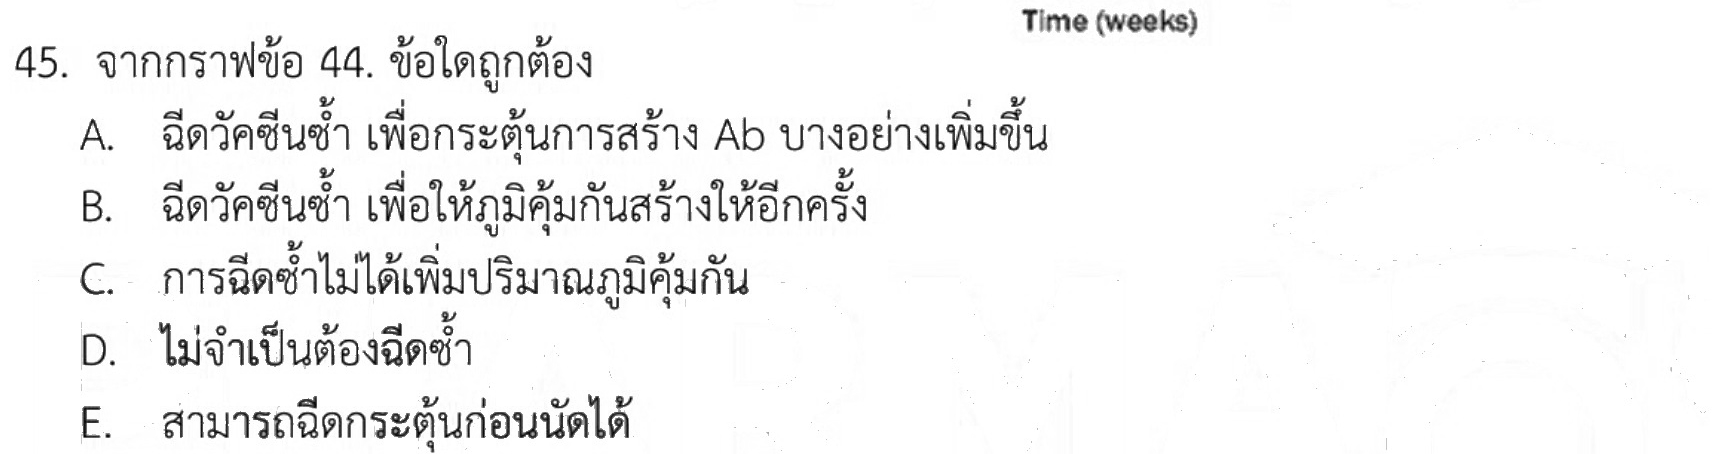 Time (weeks)
45. จากกราฟข้อ 44. ข้อใดถูกต้อง
A. ฉีดวัคซีนซ้ำ เพื่อกระตุ้นการสร้าง Ab บางอย่างเพิ่มขึ้น
B. ฉีดวัคซีนซ้ำ เพื่อให้ภูมิคุ้มกันสร้างให้อีกครั้ง
C. การฉีดซ้ำไม่ได้เพิ่มปริมาณภูมิคุ้มกัน
D. ไม่จำเป็นต้องฉีดซ้ำ
E. สามารถฉีดกระตุ้นก่อนนัดได้